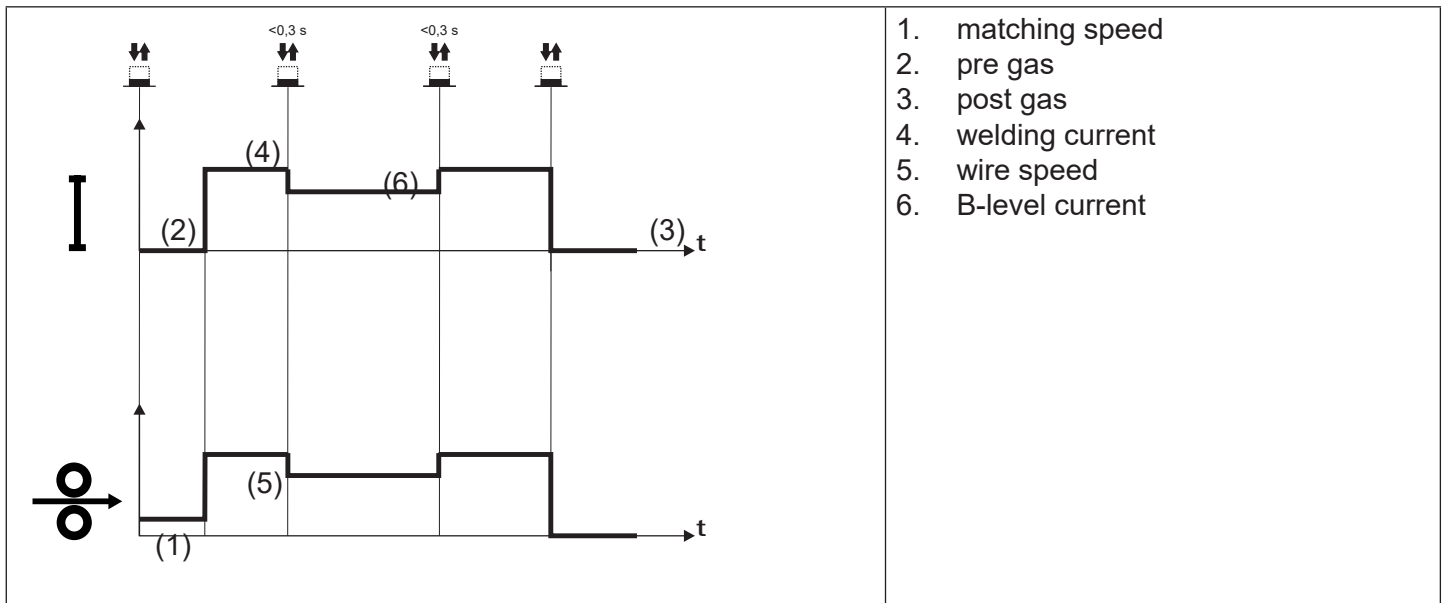 <0,3 s <0,3 s
(4)
(6)
(2) (3) t
I
(5)
t
(1)
1. matching speed
2. pre gas
3. post gas
4. welding current
5. wire speed
6. B-level current